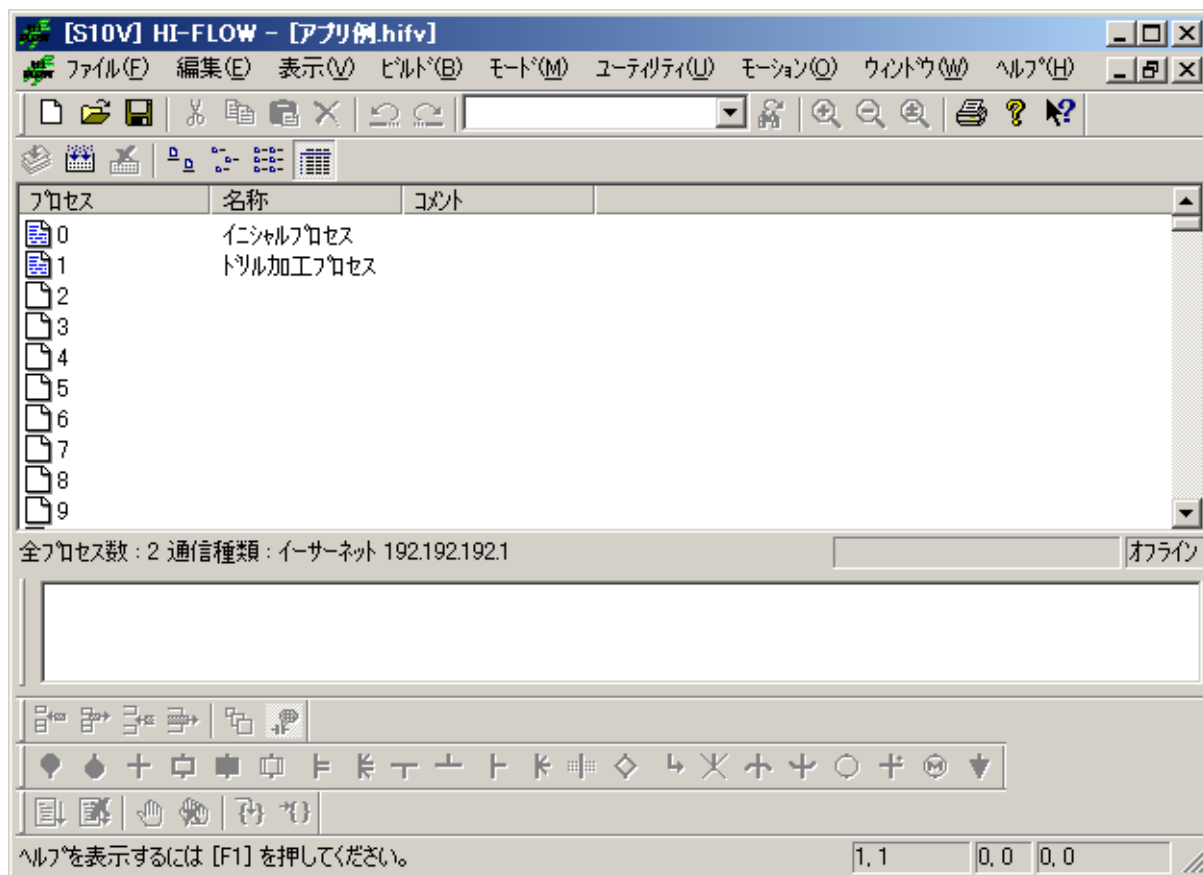 [S10V] HI-FLOW - [アプリ例.hifv]
ファイル(F) 編集(E) 表示(V) ビルド(B) モード(M) ユーティリティ(U) モーション(O) ウィンドウ(W) ヘルプ(H)
プロセス 名称 コメント
0 イニシャルプロセス
1 ドリル加工プロセス
2
3
4
5
6
7
8
9
全プロセス数 : 2 通信種類 : イーサーネット 192.192.192.1 オフライン
ヘルプを表示するには [F1] を押してください。 1, 1 0, 0 0, 0